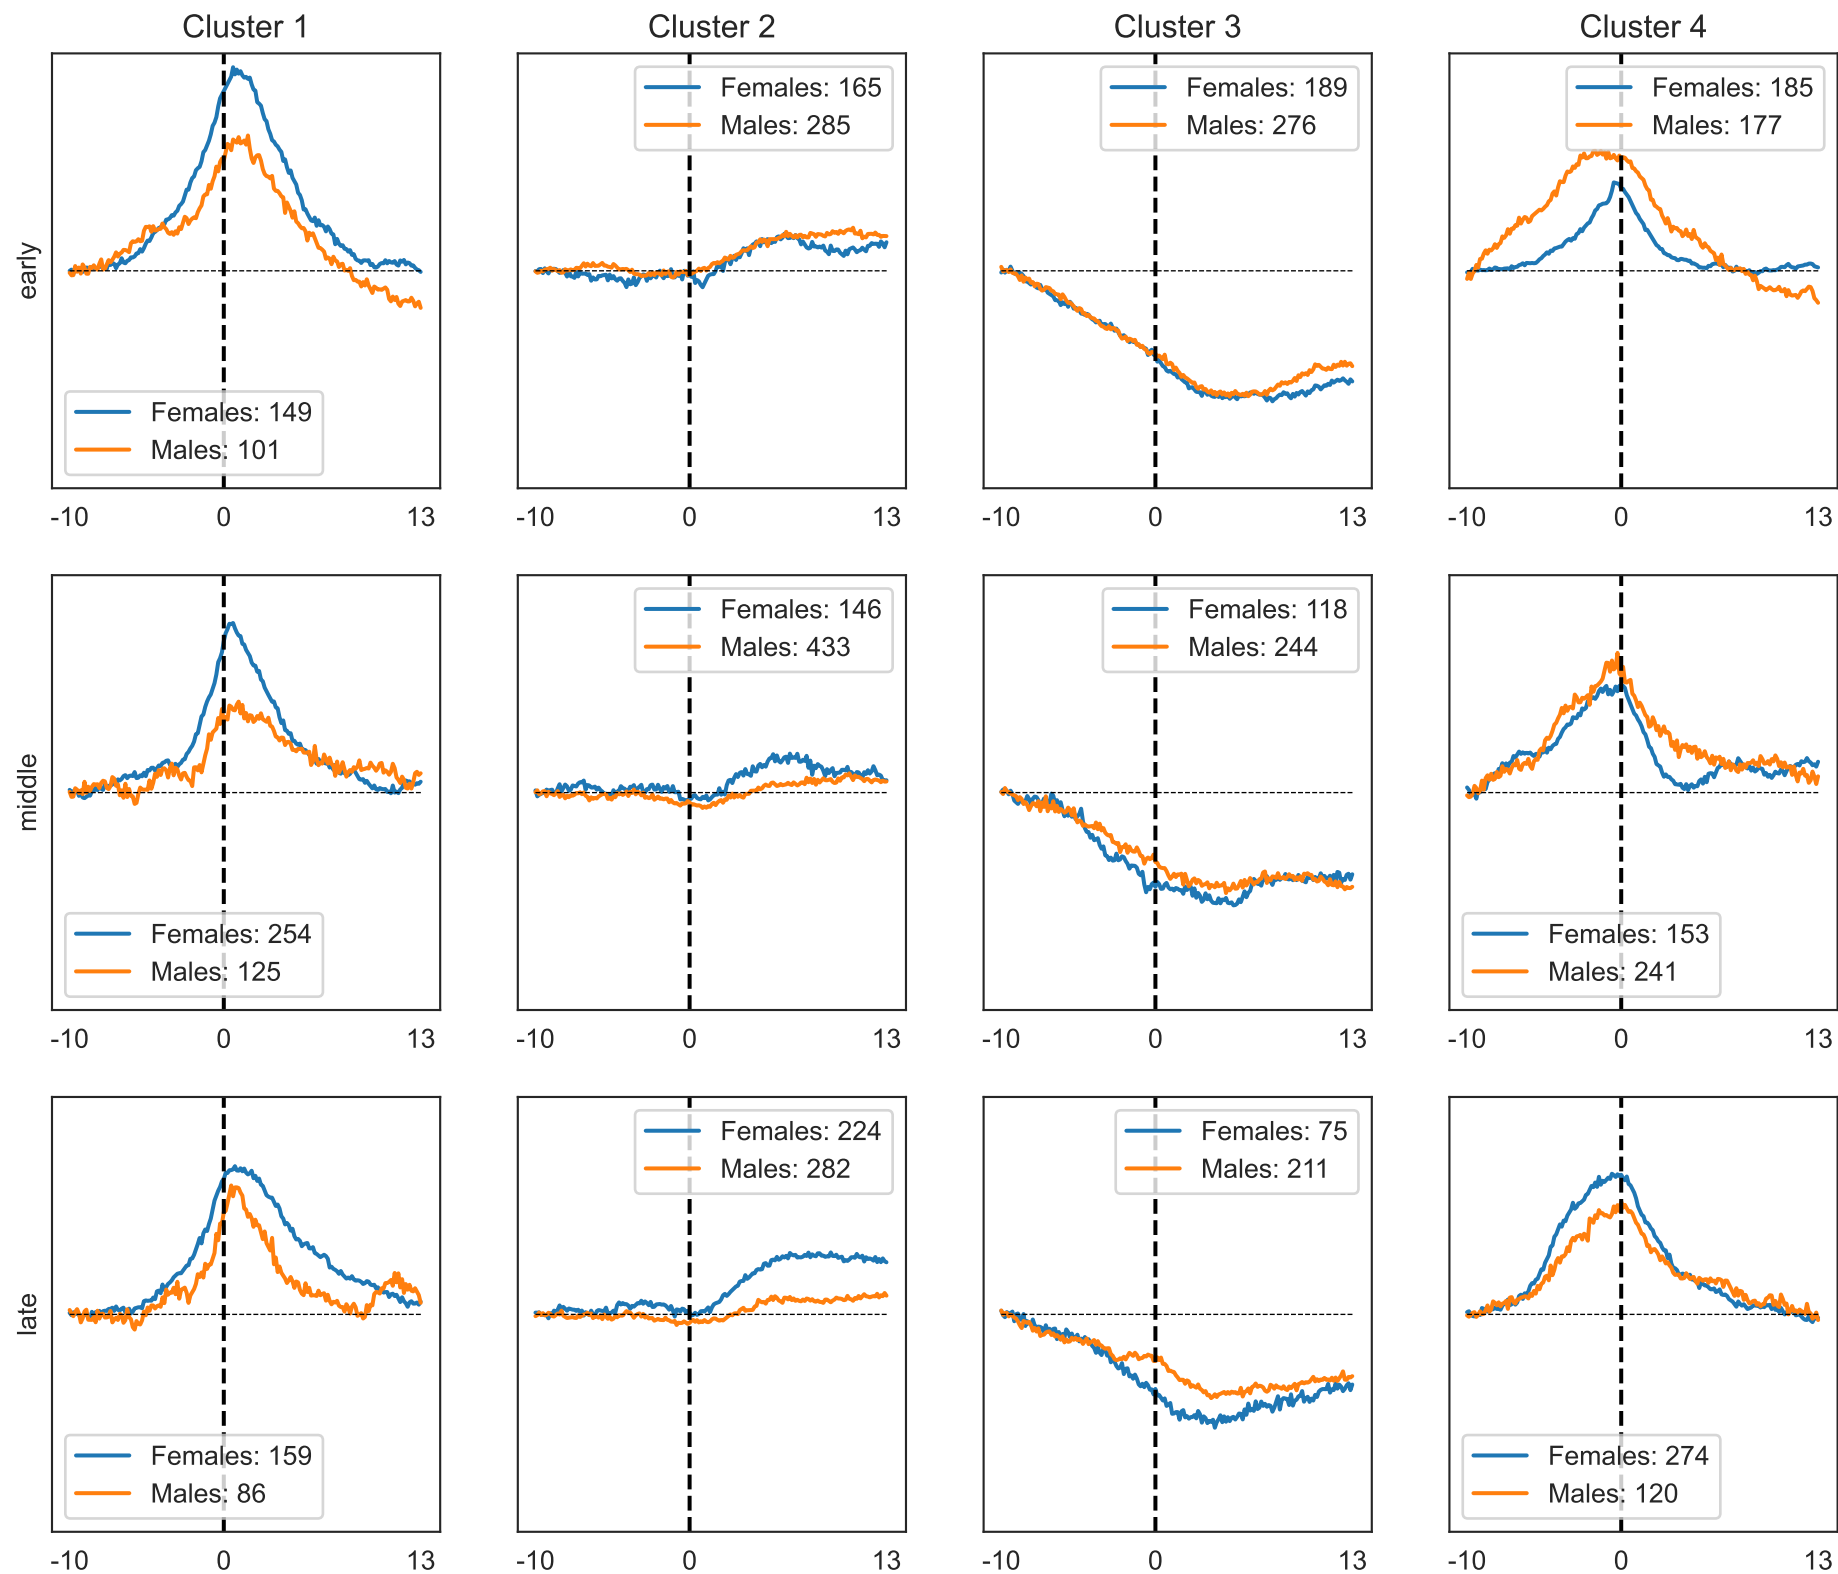 Cluster 1
Cluster 2
Cluster 3
Cluster 4
early
Females: 149
Males: 101
Females: 165
Males: 285
Females: 189
Males: 276
Females: 185
Males: 177
-10 0 13
-10 0 13
-10 0 13
-10 0 13
middle
Females: 254
Males: 125
Females: 146
Males: 433
Females: 118
Males: 244
Females: 153
Males: 241
-10 0 13
-10 0 13
-10 0 13
-10 0 13
late
Females: 159
Males: 86
Females: 224
Males: 282
Females: 75
Males: 211
Females: 274
Males: 120
-10 0 13
-10 0 13
-10 0 13
-10 0 13